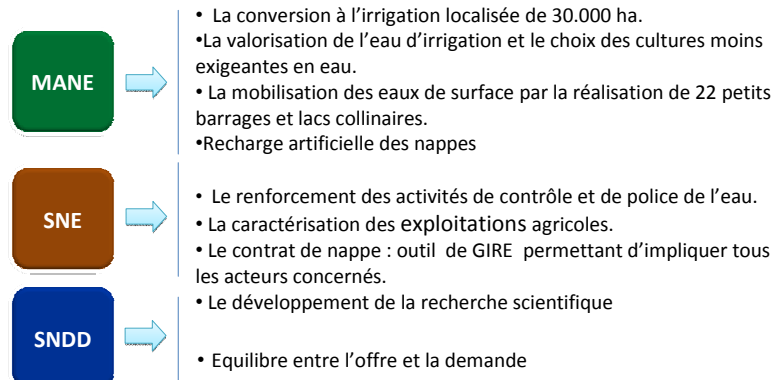 MANE
• La conversion à l’irrigation localisée de 30.000 ha.
•La valorisation de l’eau d’irrigation et le choix des cultures moins
exigeantes en eau.
• La mobilisation des eaux de surface par la réalisation de 22 petits
barrages et lacs collinaires.
•Recharge artificielle des nappes
SNE
• Le renforcement des activités de contrôle et de police de l’eau.
• La caractérisation des exploitations agricoles.
• Le contrat de nappe : outil de GIRE permettant d’impliquer tous
les acteurs concernés.
• Le développement de la recherche scientifique
SNDD
• Equilibre entre l’offre et la demande